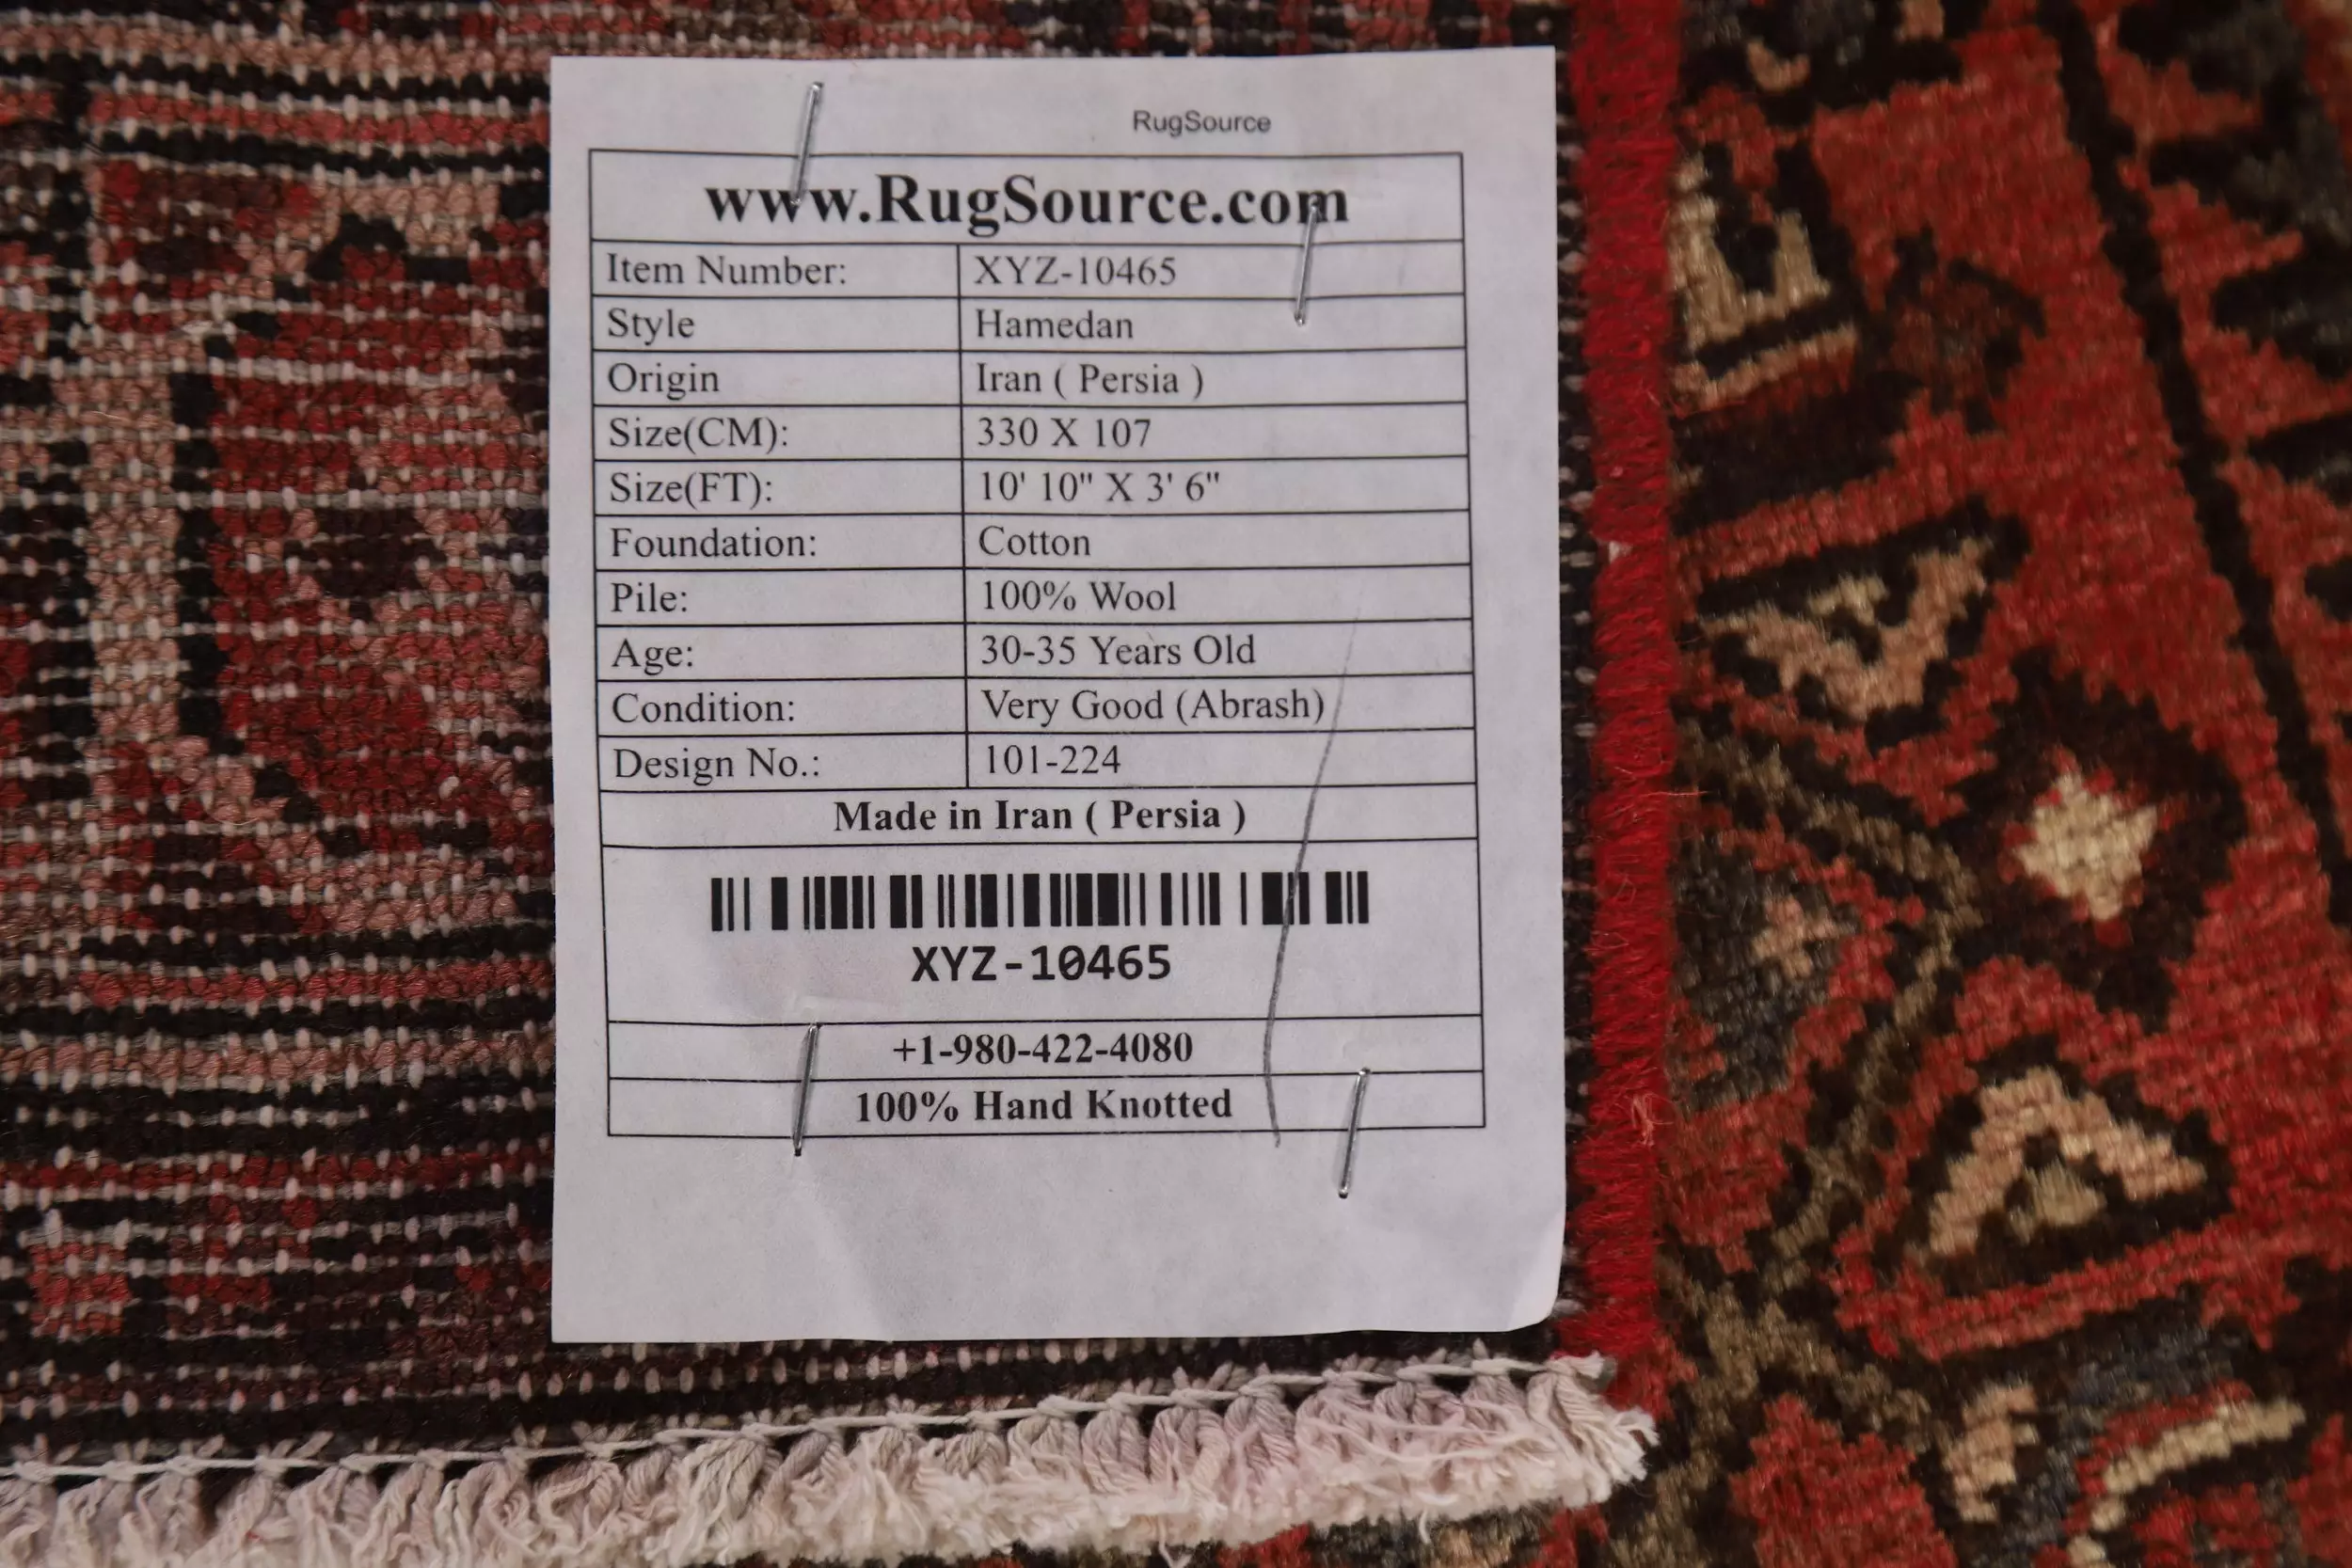 RugSource
www.RugSource.com
Item Number: XYZ-10465
Style Hamedan
Origin Iran ( Persia )
Size(CM): 330 X 107
Size(FT): 10' 10" X 3' 6"
Foundation: Cotton
Pile: 100% Wool
Age: 30-35 Years Old
Condition: Very Good (Abrash)
Design No.: 101-224
Made in Iran ( Persia )
XYZ-10465
+1-980-422-4080
100% Hand Knotted